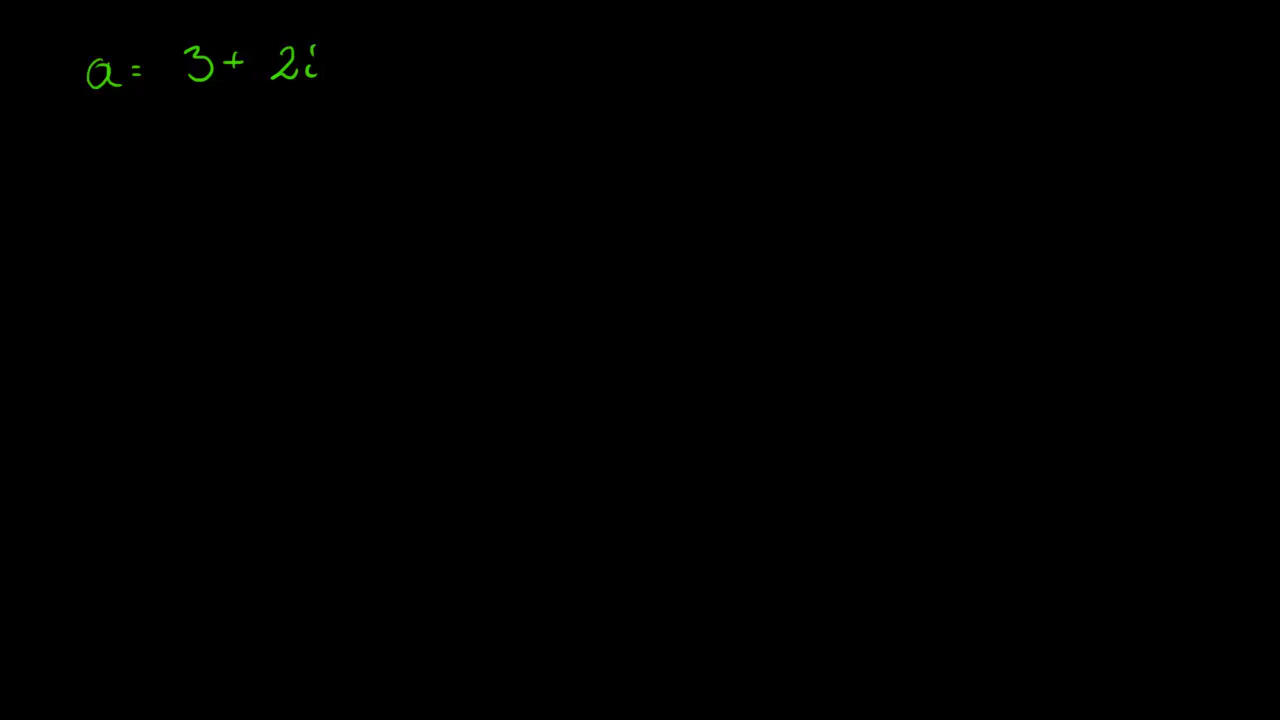 a = 3 + 2i